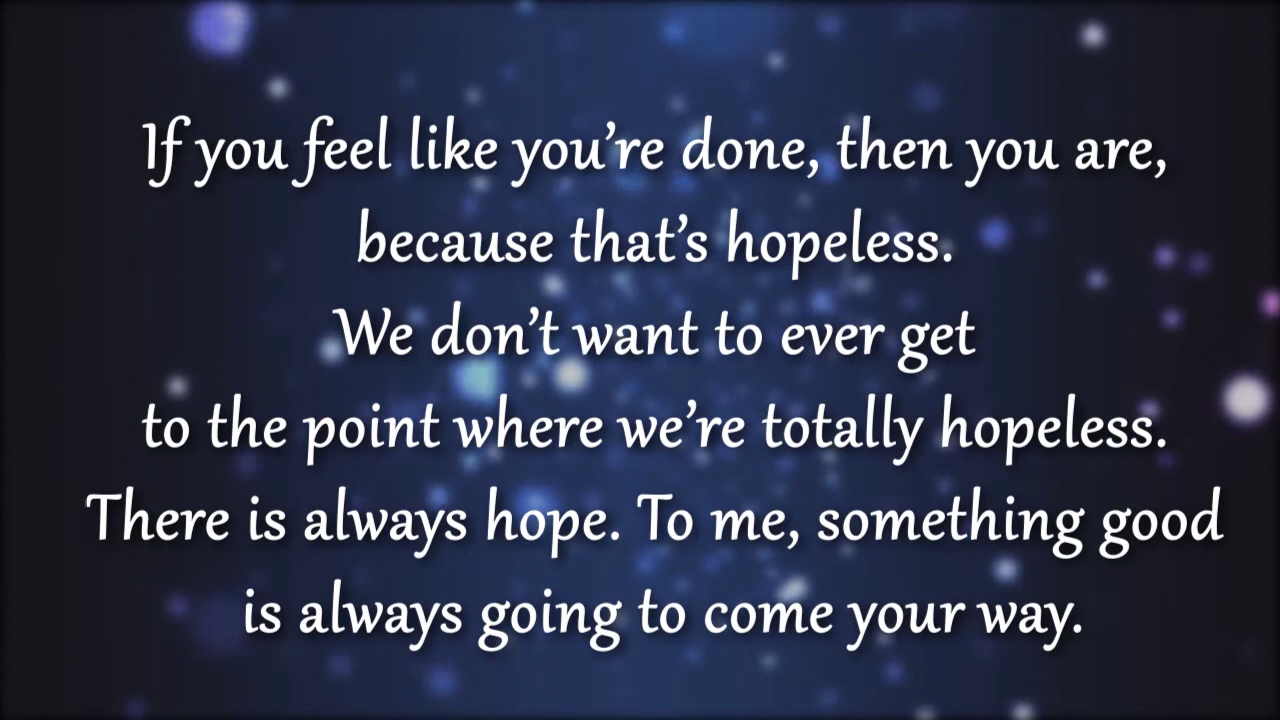 If you feel like you’re done, then you are,
because that’s hopeless.
We don’t want to ever get
to the point where we’re totally hopeless.
There is always hope. To me, something good
is always going to come your way.